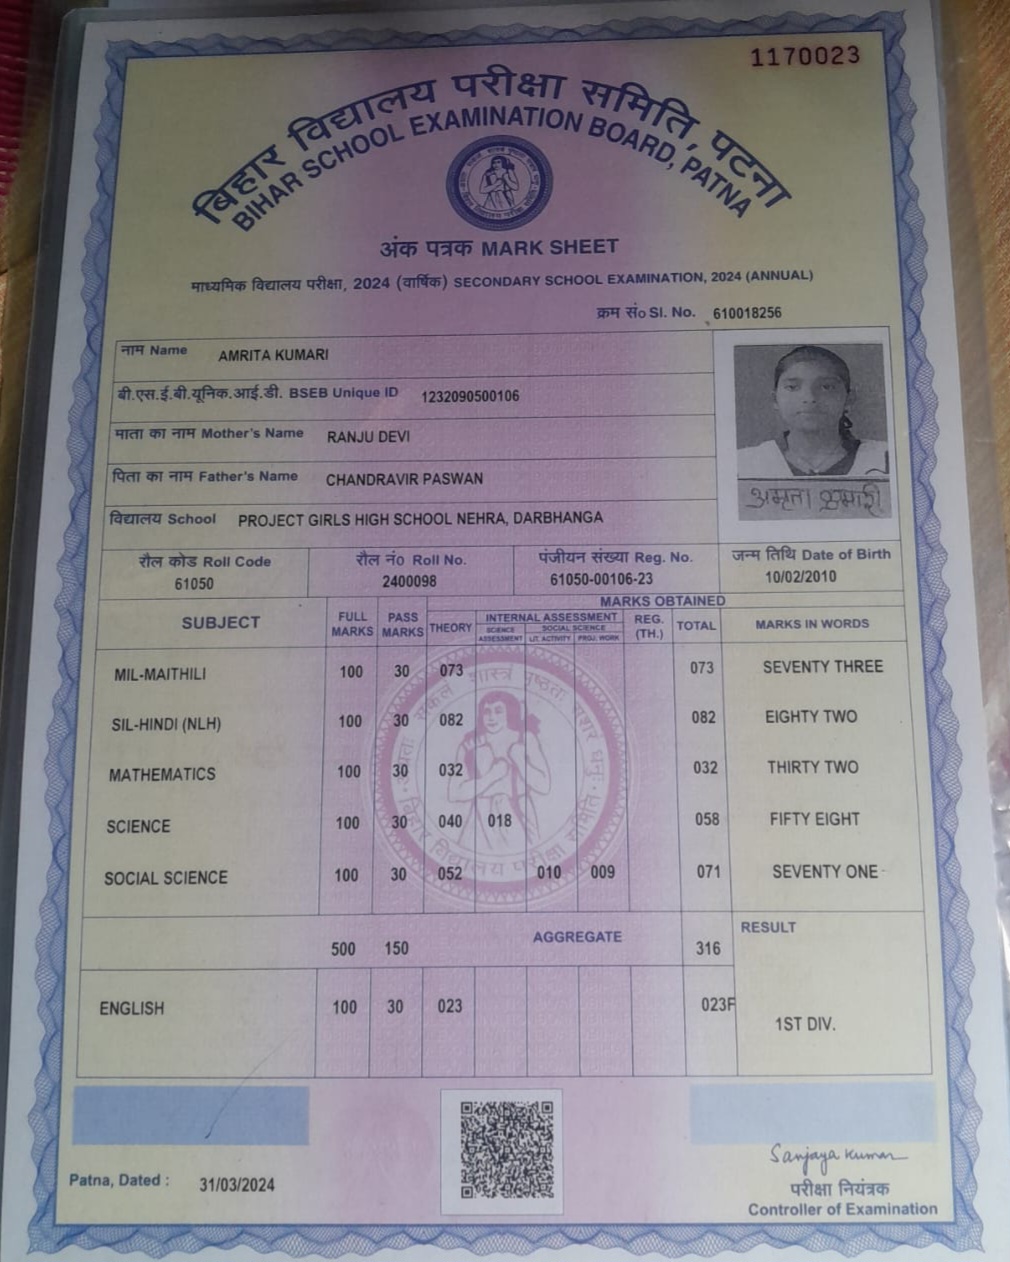 1170023
बिहार विद्यालय परीक्षा समिति, पटना
BIHAR SCHOOL EXAMINATION BOARD, PATNA
अंक पत्रक MARK SHEET
माध्यमिक विद्यालय परीक्षा, 2024 (वार्षिक) SECONDARY SCHOOL EXAMINATION, 2024 (ANNUAL)
क्रम सं० Sl. No. 610018256
नाम Name AMRITA KUMARI
बी.एस.ई.बी.यूनिक.आई.डी. BSEB Unique ID 1232090500106
माता का नाम Mother's Name RANJU DEVI
पिता का नाम Father's Name CHANDRAVIR PASWAN
विद्यालय School PROJECT GIRLS HIGH SCHOOL NEHRA, DARBHANGA
रौल कोड Roll Code रौल नं० Roll No. पंजीयन संख्या Reg. No. जन्म तिथि Date of Birth
61050 2400098 61050-00106-23 10/02/2010
MARKS OBTAINED
SUBJECT FULL MARKS PASS MARKS THEORY INTERNAL ASSESSMENT REG. (TH.) TOTAL MARKS IN WORDS
SCIENCE ASSESSMENT SOCIAL SCIENCE LIT. ACTIVITY PROJ. WORK
MIL-MAITHILI 100 30 073 073 SEVENTY THREE
SIL-HINDI (NLH) 100 30 082 082 EIGHTY TWO
MATHEMATICS 100 30 032 032 THIRTY TWO
SCIENCE 100 30 040 018 058 FIFTY EIGHT
SOCIAL SCIENCE 100 30 052 010 009 071 SEVENTY ONE
500 150 AGGREGATE 316 RESULT
ENGLISH 100 30 023 023F
1ST DIV.
Sanjaya Kumar
Patna, Dated : 31/03/2024
परीक्षा नियंत्रक
Controller of Examination